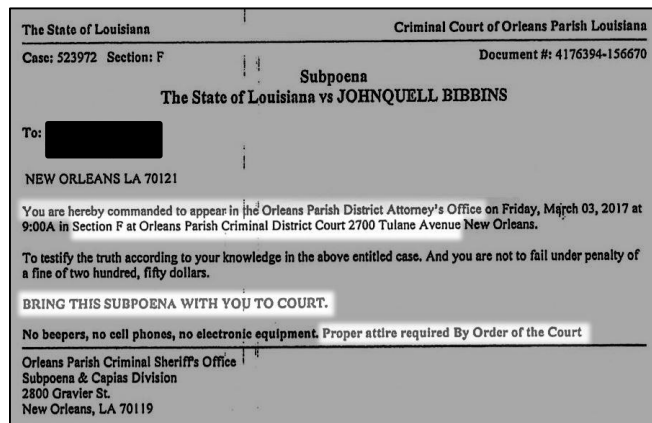 The State of Louisiana Criminal Court of Orleans Parish Louisiana
Case: 523972 Section: F Document #: 4176394-156670
Subpoena
The State of Louisiana vs JOHNQUELL BIBBINS
To:
NEW ORLEANS LA 70121
You are hereby commanded to appear in the Orleans Parish District Attorney's Office on Friday, March 03, 2017 at
9:00A in Section F at Orleans Parish Criminal District Court 2700 Tulane Avenue New Orleans.
To testify the truth according to your knowledge in the above entitled case. And you are not to fail under penalty of
a fine of two hundred, fifty dollars.
BRING THIS SUBPOENA WITH YOU TO COURT.
No beepers, no cell phones, no electronic equipment. Proper attire required By Order of the Court
Orleans Parish Criminal Sheriff's Office
Subpoena & Capias Division
2800 Gravier St.
New Orleans, LA 70119